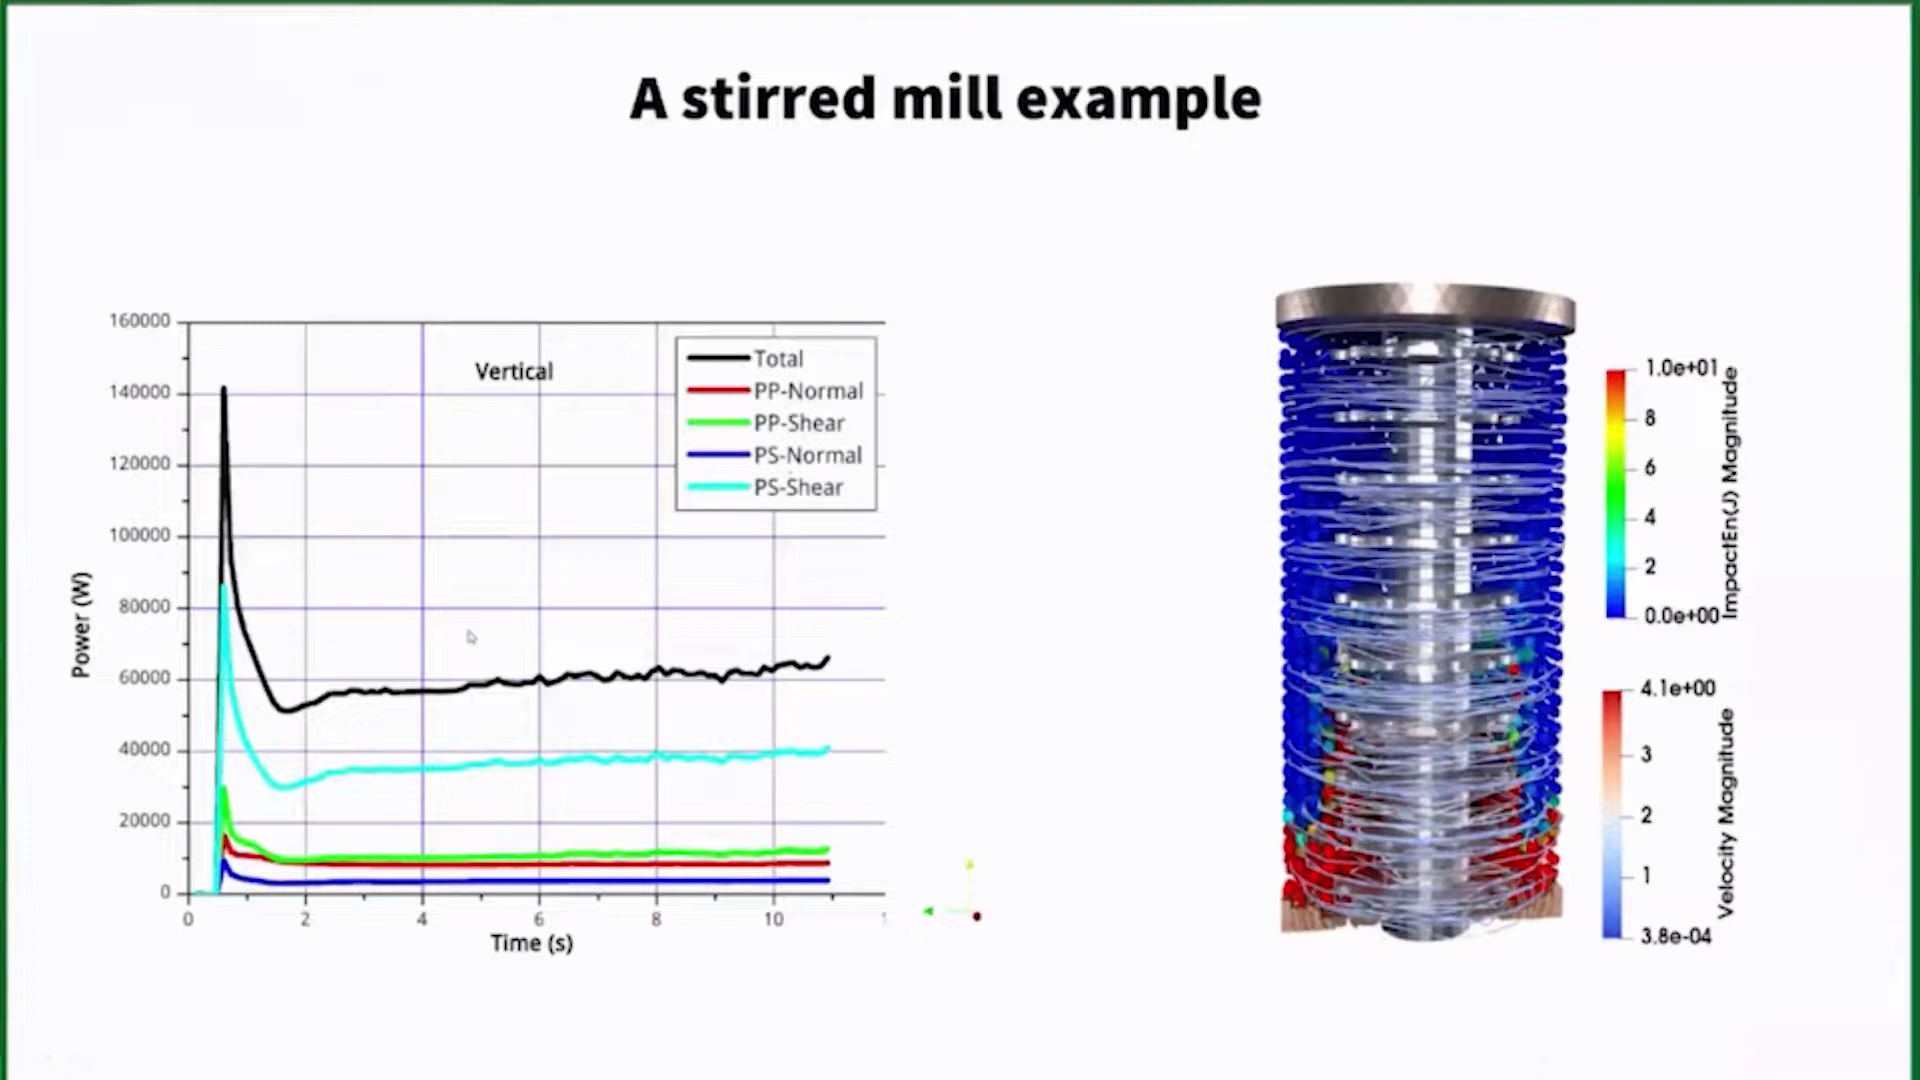 A stirred mill example
160000
140000
120000
100000
80000
60000
40000
20000
0
Power (W)
Vertical
Total
PP-Normal
PP-Shear
PS-Normal
PS-Shear
0 2 4 6 8 10
Time (s)
1.0e+01
8
6
4
2
0.0e+00
ImpactEn(J) Magnitude
4.1e+00
3
2
1
3.8e-04
Velocity Magnitude